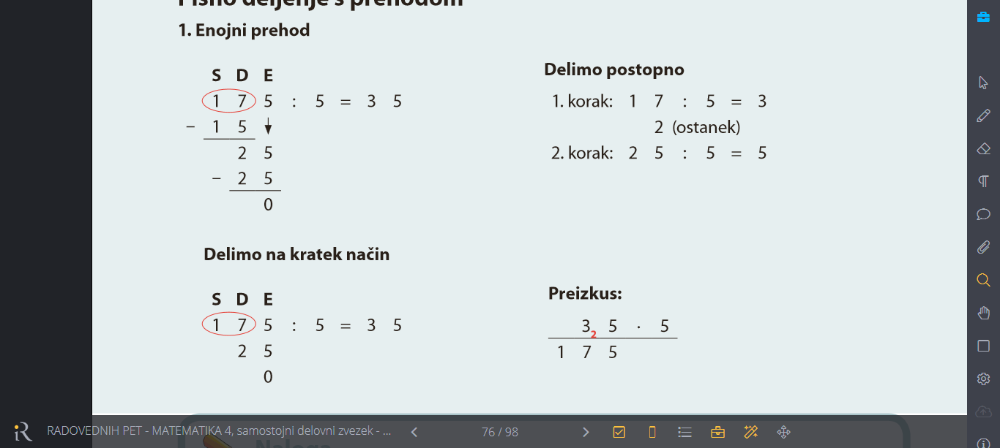 Pisno deljenje s prehodom
1. Enojni prehod
S D E
1 7 5 : 5 = 3 5
– 1 5
2 5
– 2 5
0
Delimo postopno
1. korak: 1 7 : 5 = 3
2 (ostanek)
2. korak: 2 5 : 5 = 5
Delimo na kratek način
S D E
1 7 5 : 5 = 3 5
2 5
0
Preizkus:
3 2 5 · 5
1 7 5
RADOVEDNIH PET - MATEMATIKA 4, samostojni delovni zvezek - ...
76 / 98
Naloga